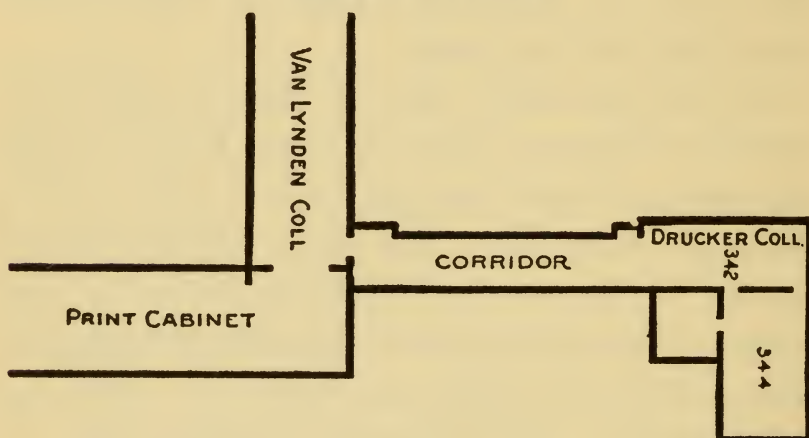 VAN LYNDEN COLL
DRUCKER COLL.
342
CORRIDOR
PRINT CABINET
344